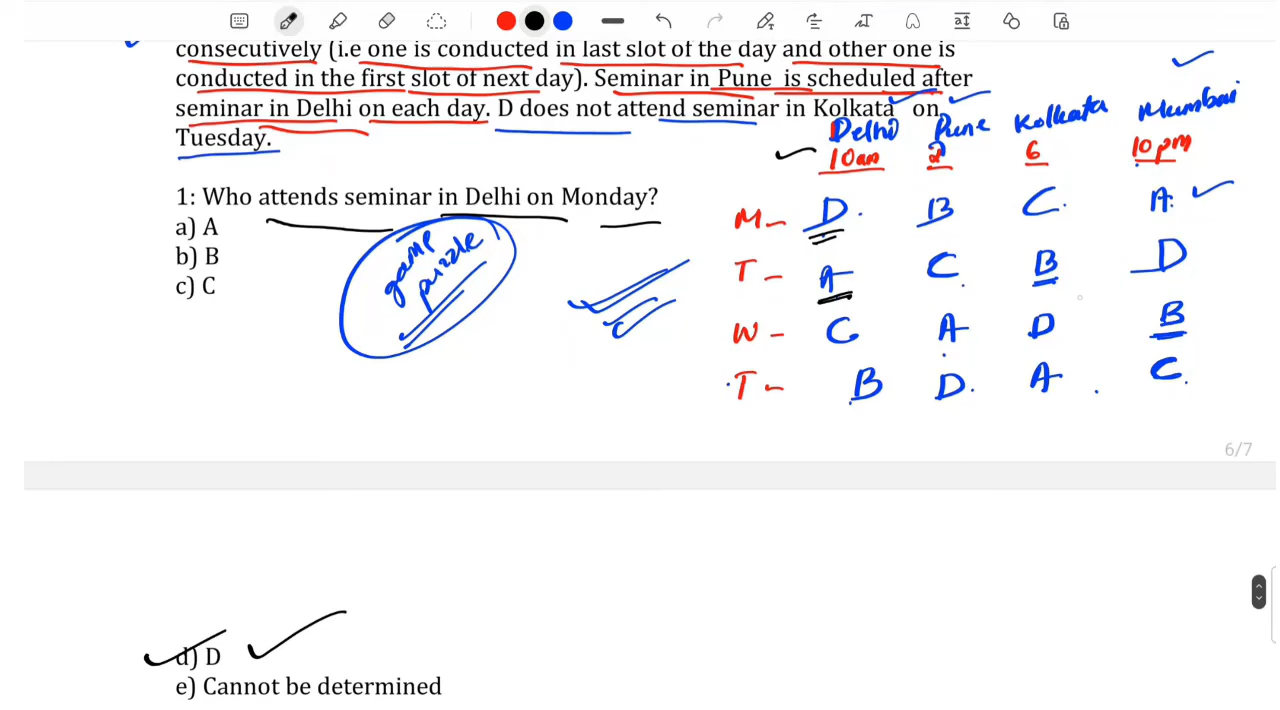 consecutively (i.e one is conducted in last slot of the day and other one is
conducted in the first slot of next day). Seminar in Pune is scheduled after
seminar in Delhi on each day. D does not attend seminar in Kolkata on
Tuesday.
Delhi Pune Kolkata Mumbai
10am 2 6 10pm
1: Who attends seminar in Delhi on Monday?
a) A
b) B
c) C
game
puzzle
M- D B C A
T- A C B D
W- C A D B
T- B D A C
6/7
d) D
e) Cannot be determined